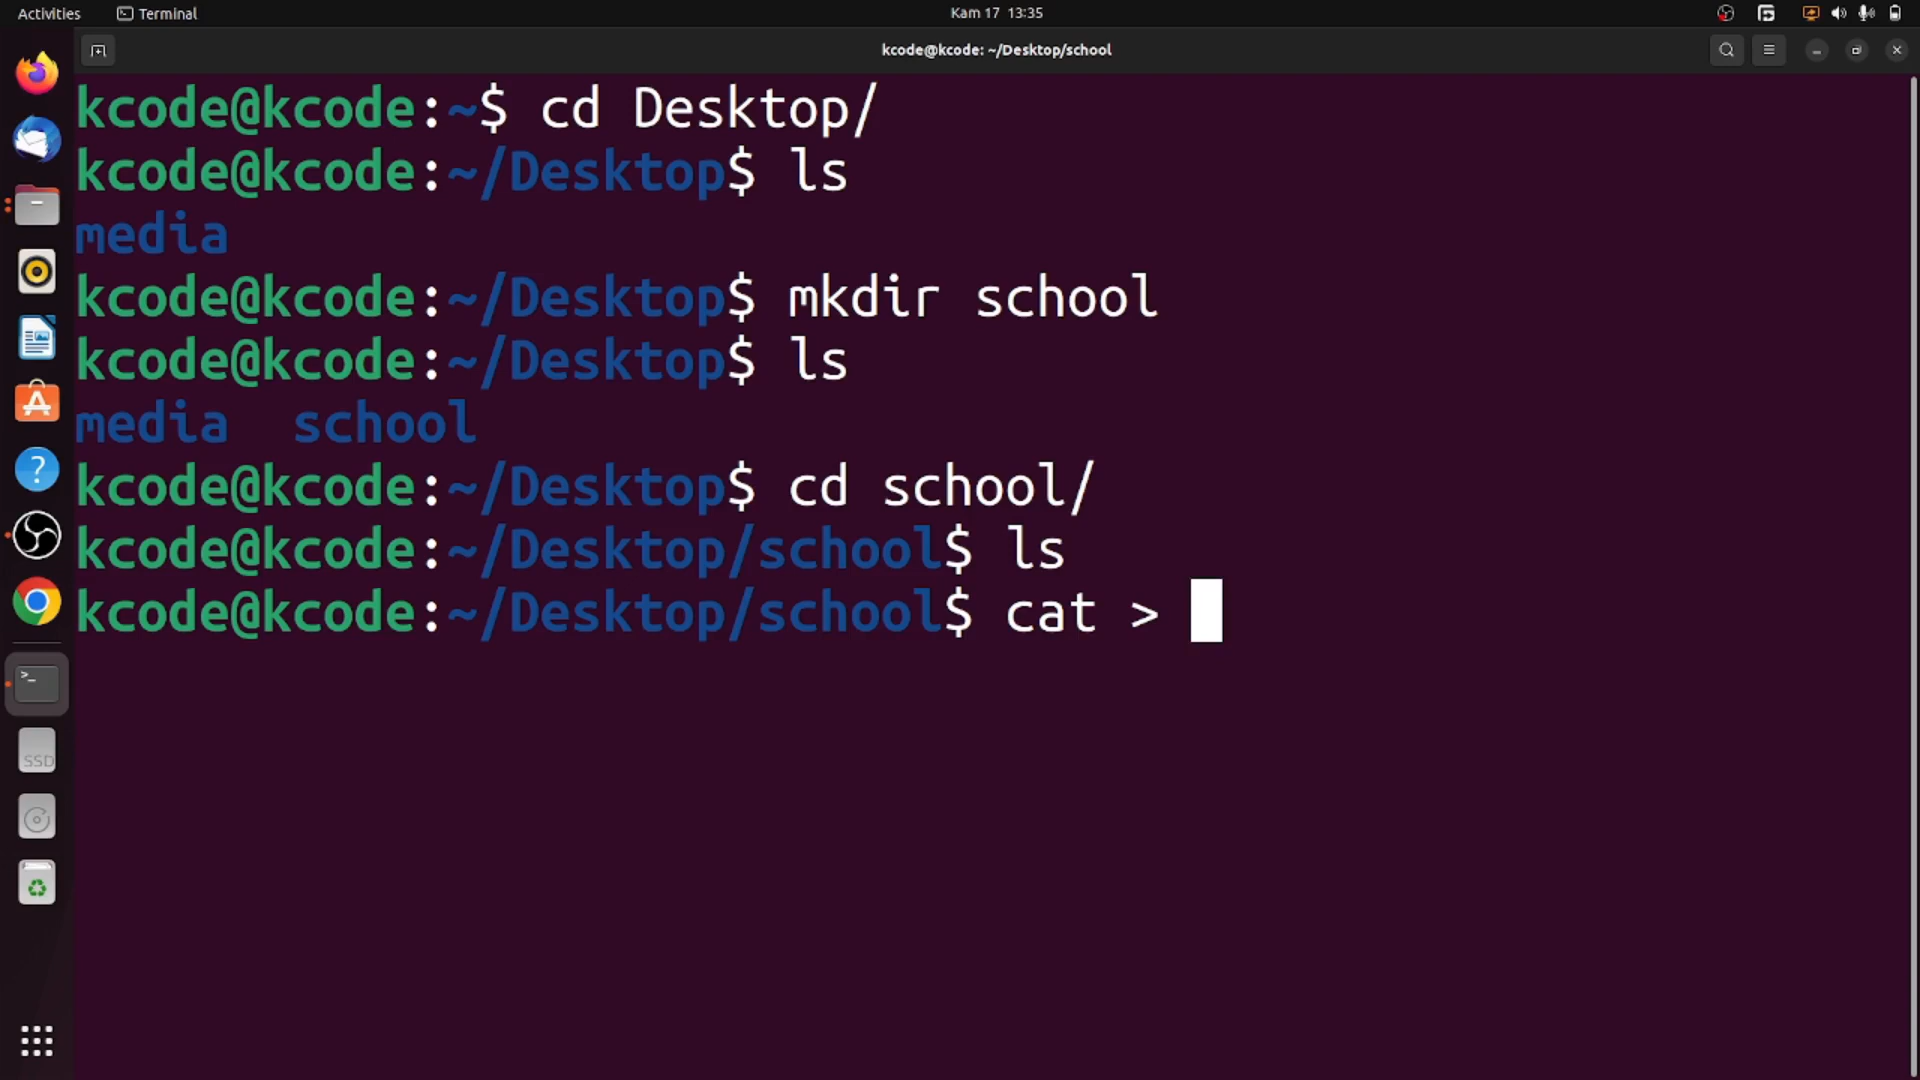 Activities Terminal Kam 17 13:35
kcode@kcode: ~/Desktop/school
kcode@kcode:~$ cd Desktop/
kcode@kcode:~/Desktop$ ls
media
kcode@kcode:~/Desktop$ mkdir school
kcode@kcode:~/Desktop$ ls
media school
kcode@kcode:~/Desktop$ cd school/
kcode@kcode:~/Desktop/school$ ls
kcode@kcode:~/Desktop/school$ cat >
SSD